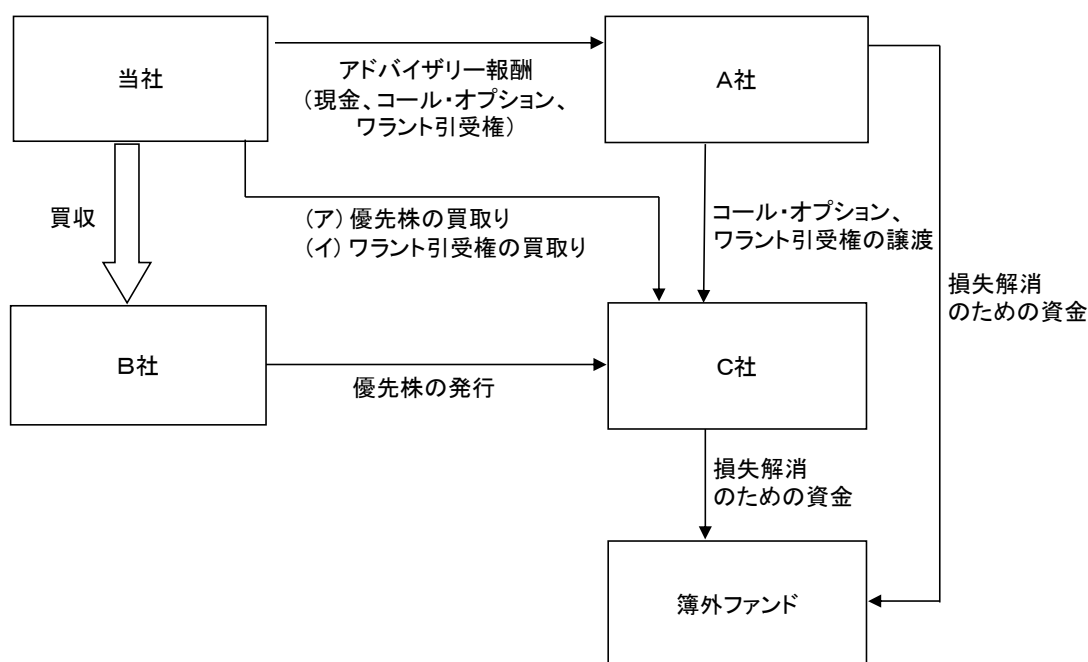 当社
アドバイザリー報酬
（現金、コール・オプション、
ワラント引受権）
A社
買収
（ア）優先株の買取り
（イ）ワラント引受権の買取り
コール・オプション、
ワラント引受権の譲渡
損失解消
のための資金
B社
優先株の発行
C社
損失解消
のための資金
簿外ファンド